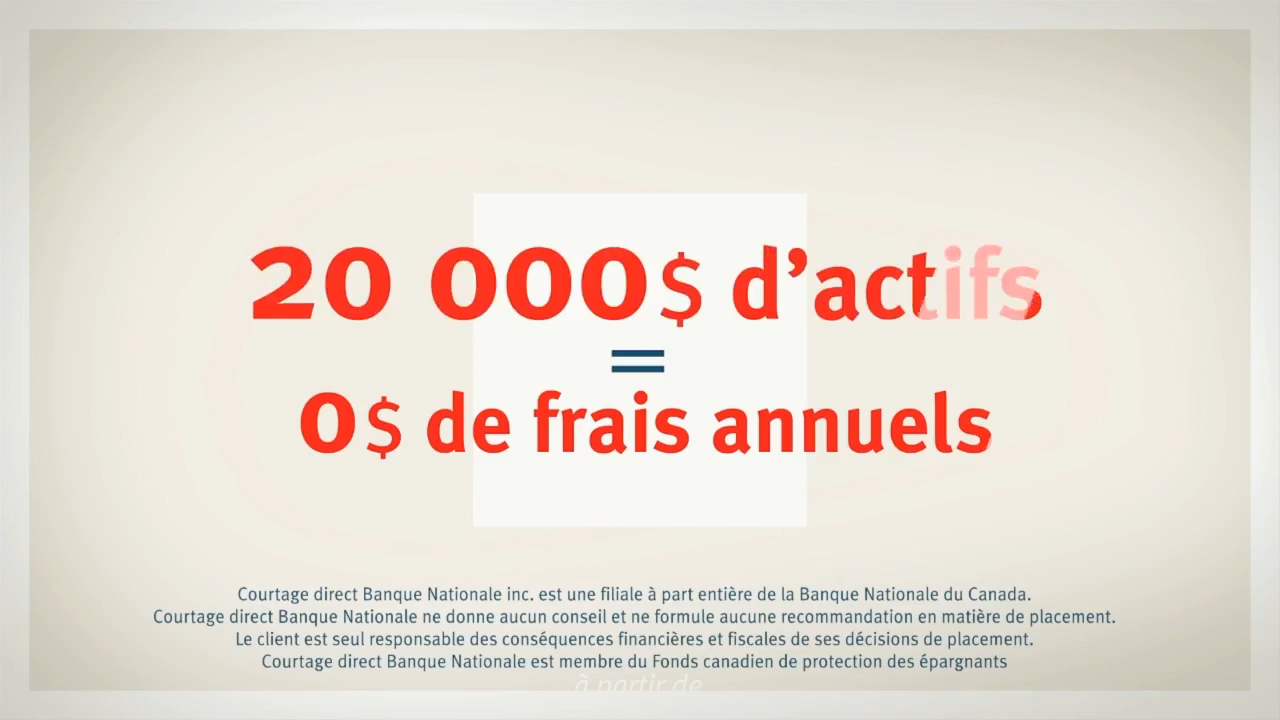 20 000$ d’actifs
=
0$ de frais annuels
Courtage direct Banque Nationale inc. est une filiale à part entière de la Banque Nationale du Canada.
Courtage direct Banque Nationale ne donne aucun conseil et ne formule aucune recommandation en matière de placement.
Le client est seul responsable des conséquences financières et fiscales de ses décisions de placement.
Courtage direct Banque Nationale est membre du Fonds canadien de protection des épargnants
à partir de